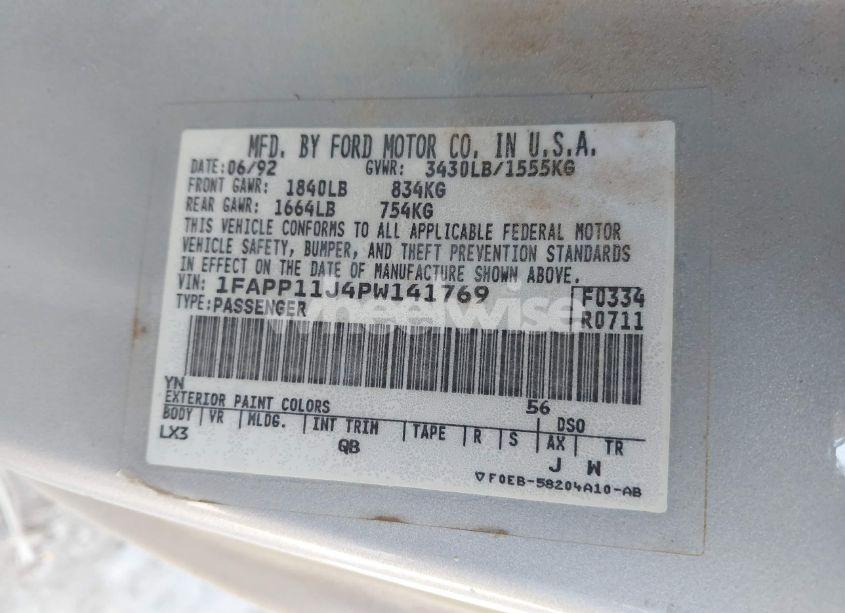 MFD. BY FORD MOTOR CO. IN U.S.A.
DATE: 06/92 GVWR: 3430LB/1555KG
FRONT GAWR: 1840LB 834KG
REAR GAWR: 1664LB 754KG
THIS VEHICLE CONFORMS TO ALL APPLICABLE FEDERAL MOTOR
VEHICLE SAFETY, BUMPER, AND THEFT PREVENTION STANDARDS
IN EFFECT ON THE DATE OF MANUFACTURE SHOWN ABOVE.
VIN: 1FAPP11J4PW141769 F0334
TYPE: PASSENGER R0711
wheelwise
YN
EXTERIOR PAINT COLORS 56 DSO
BODY VR MLDG. INT TRIM TAPE R S AX TR
LX3 QB J W
▽F0EB-58204A10-AB